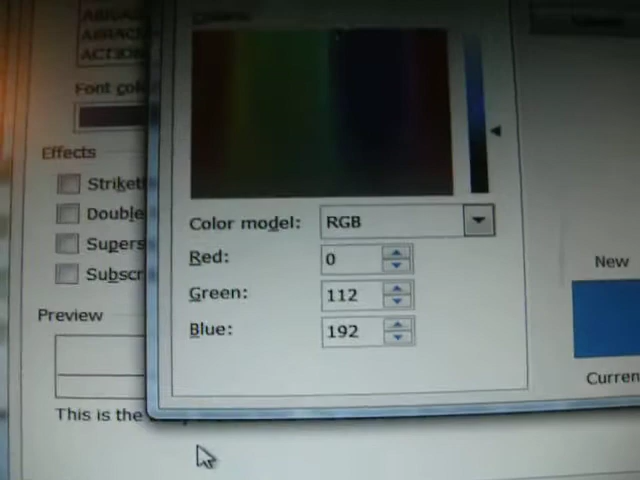 Font col
Effects
Striket
Double
Supers
Subscr
Preview
This is the
Color model: RGB
Red: 0
Green: 112
Blue: 192
New
Curren